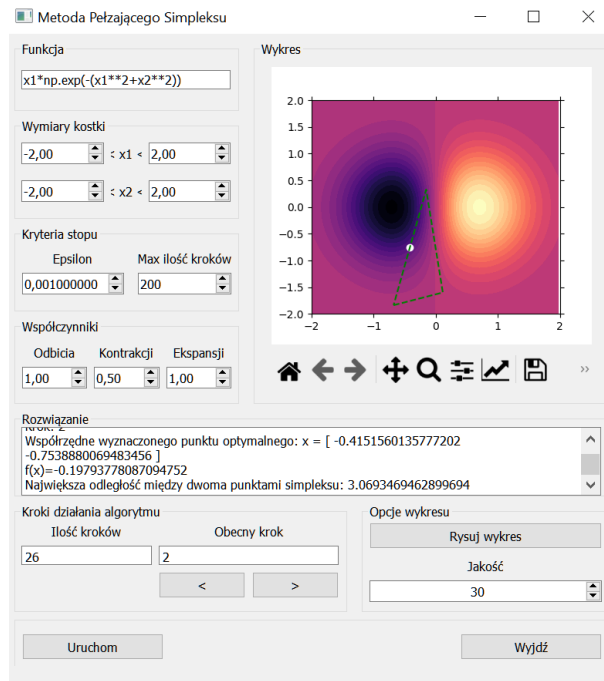 Metoda Pełzającego Simpleksu
Funkcja
x1*np.exp(-(x1**2+x2**2))
Wymiary kostki
-2,00 < x1 < 2,00
-2,00 < x2 < 2,00
Kryteria stopu
Epsilon Max ilość kroków
0,001000000 200
Współczynniki
Odbicia Kontrakcji Ekspansji
1,00 0,50 1,00
Wykres
2.0
1.5
1.0
0.5
0.0
−0.5
−1.0
−1.5
−2.0
−2 −1 0 1 2
»
Rozwiązanie
Krok: 2
Współrzędne wyznaczonego punktu optymalnego: x = [ -0.4151560135777202
-0.7538880069483456 ]
f(x)=-0.19793778087094752
Największa odległość między dwoma punktami simpleksu: 3.0693469462899694
Kroki działania algorytmu
Ilość kroków Obecny krok
26 2
< >
Opcje wykresu
Rysuj wykres
Jakość
30
Uruchom Wyjdź